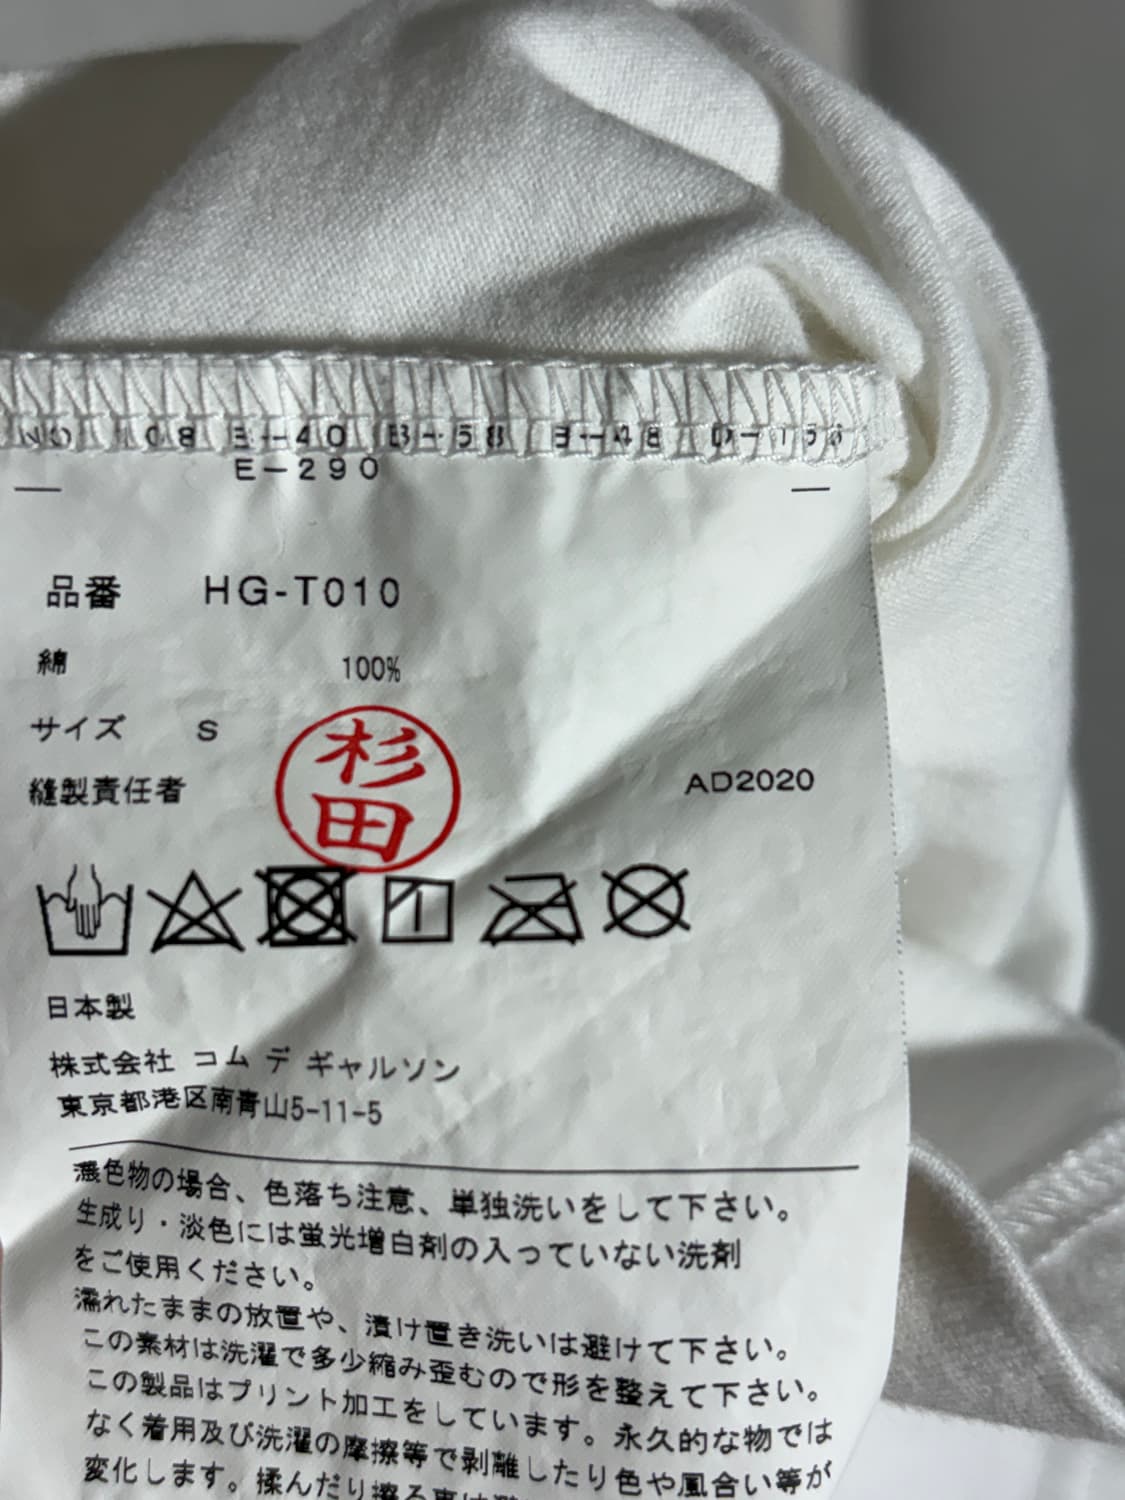 E-290
品番 HG-T010
綿 100%
サイズ S
杉田
縫製責任者
AD2020
日本製
株式会社 コム デ ギャルソン
東京都港区南青山5-11-5
濃色物の場合、色落ち注意、単独洗いをして下さい。
生成り・淡色には蛍光増白剤の入っていない洗剤
をご使用ください。
濡れたままの放置や、漬け置き洗いは避けて下さい。
この素材は洗濯で多少縮み歪むので形を整えて下さい。
この製品はプリント加工をしています。永久的な物では
なく着用及び洗濯の摩擦等で剥離したり色や風合い等が
変化します。揉んだり擦る事は